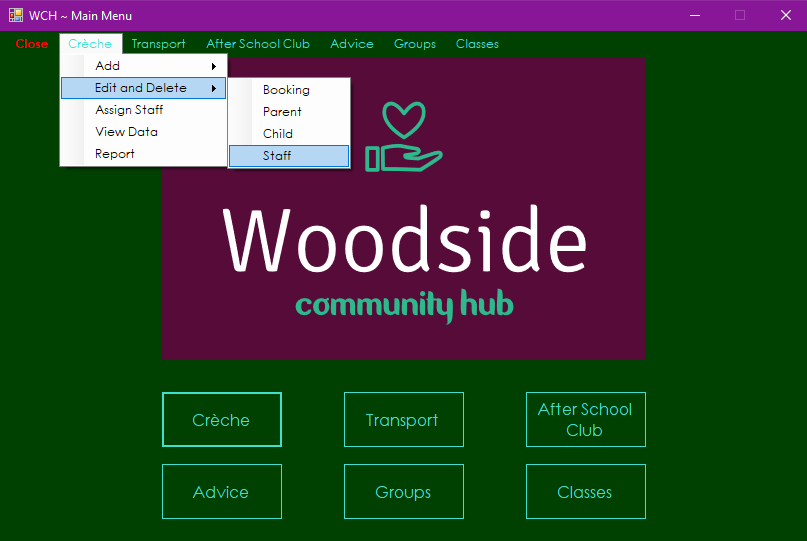 WCH ~ Main Menu
Close Crèche Transport After School Club Advice Groups Classes
Add
Edit and Delete
Assign Staff
View Data
Report
Booking
Parent
Child
Staff
Woodside
community hub
Crèche
Transport
After School
Club
Advice
Groups
Classes